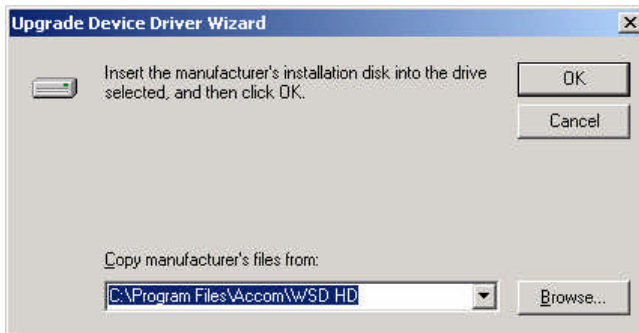 Upgrade Device Driver Wizard
Insert the manufacturer's installation disk into the drive
selected, and then click OK.
OK
Cancel
Copy manufacturer's files from:
C:\Program Files\Accom\WSD HD
Browse...